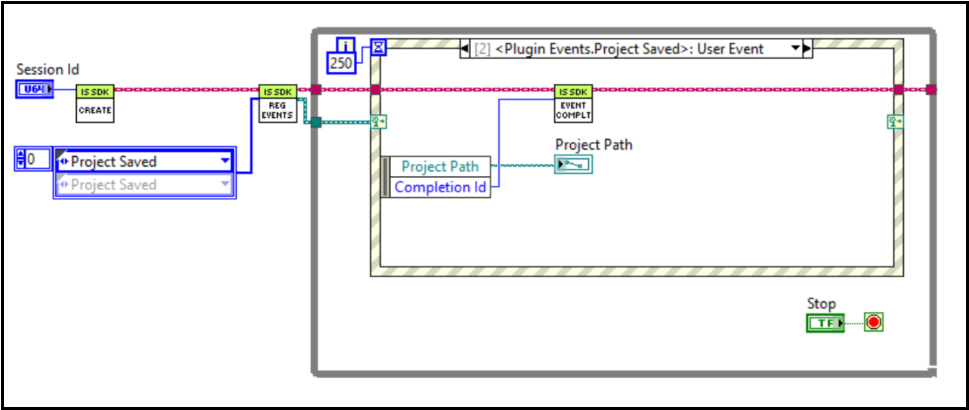 Session Id
U64
IS SDK
CREATE
0
Project Saved
Project Saved
IS SDK
REG
EVENTS
i
250
[2] <Plugin Events.Project Saved>: User Event
IS SDK
EVENT
COMPLT
Project Path
Completion Id
Project Path
Stop
TF